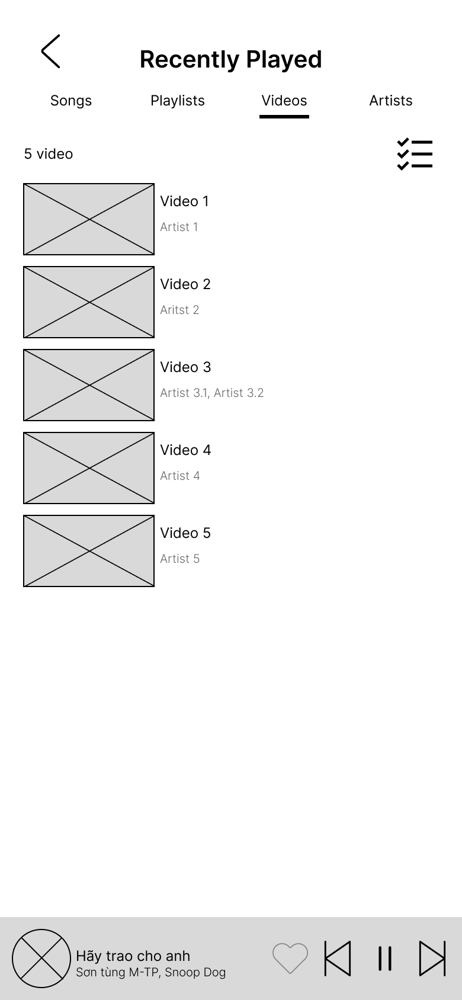 Recently Played
Songs Playlists Videos Artists
5 video
Video 1
Artist 1
Video 2
Aritst 2
Video 3
Artist 3.1, Artist 3.2
Video 4
Artist 4
Video 5
Artist 5
Hãy trao cho anh
Sơn tùng M-TP, Snoop Dog